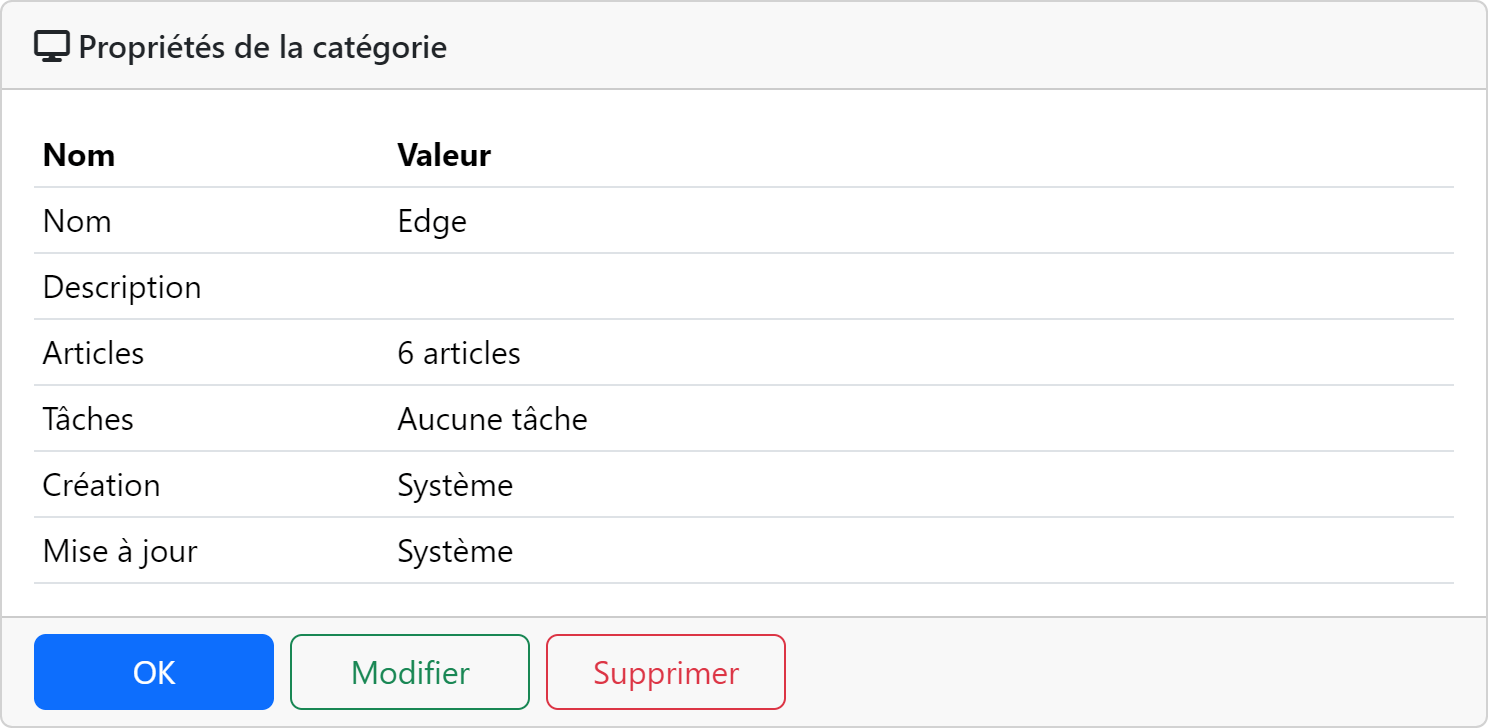 Propriétés de la catégorie
Nom Valeur
Nom Edge
Description
Articles 6 articles
Tâches Aucune tâche
Création Système
Mise à jour Système
OK Modifier Supprimer